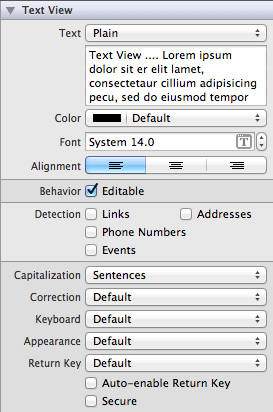 Text View
Text Plain
Text View .... Lorem ipsum
dolor sit er elit lamet,
consectetaur cillium adipisicing
pecu, sed do eiusmod tempor
Color Default
Font System 14.0
Alignment
Behavior Editable
Detection Links Addresses
Phone Numbers
Events
Capitalization Sentences
Correction Default
Keyboard Default
Appearance Default
Return Key Default
Auto-enable Return Key
Secure